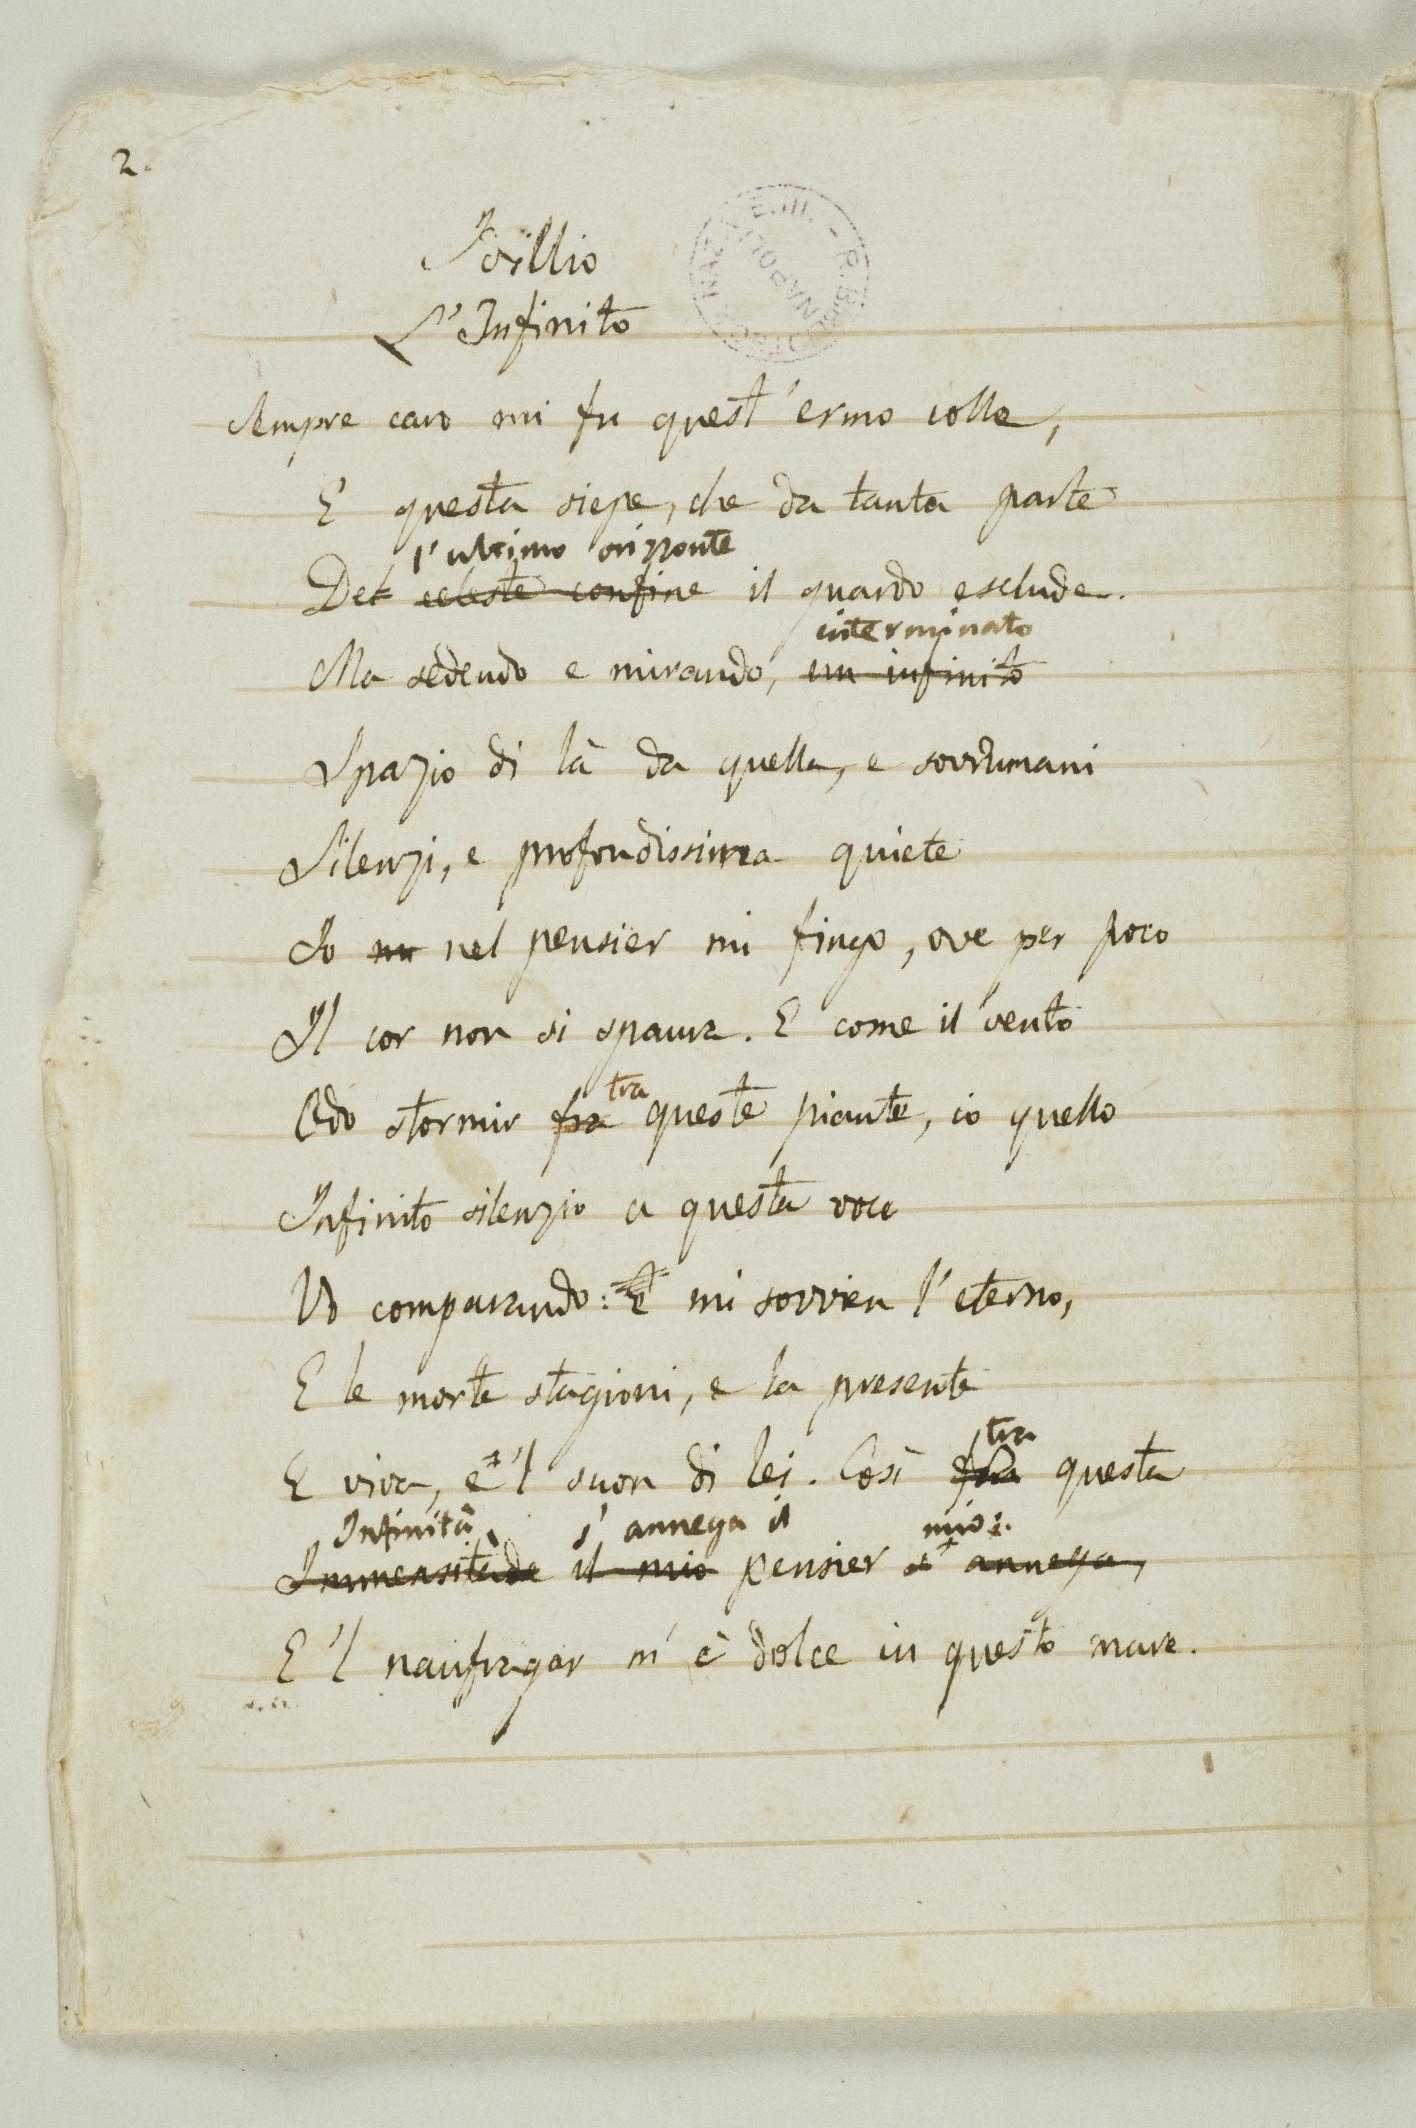 2.
Idillio
L'Infinito
Sempre caro mi fu quest'ermo colle,
E questa siepe, che da tanta parte
l'ultimo orizzonte
Del celeste confine il guardo esclude.
interminato
Ma sedendo e mirando, un infinito
Spazio di là da quella, e sovrumani
Silenzi, e profondissima quiete
Io nel pensier mi fingo, ove per poco
Il cor non si spaura. E come il vento
tra
Odo stormir fra queste piante, io quello
Infinito silenzio a questa voce
Vo comparando: E mi sovvien l'eterno,
E le morte stagioni, e la presente
tra
E viva, e 'l suon di lei. Così fra questa
Infinità s'annega il mio:
Immensitade il mio pensier s'annega,
E 'l naufragar m'è dolce in questo mare.
NAPOLI